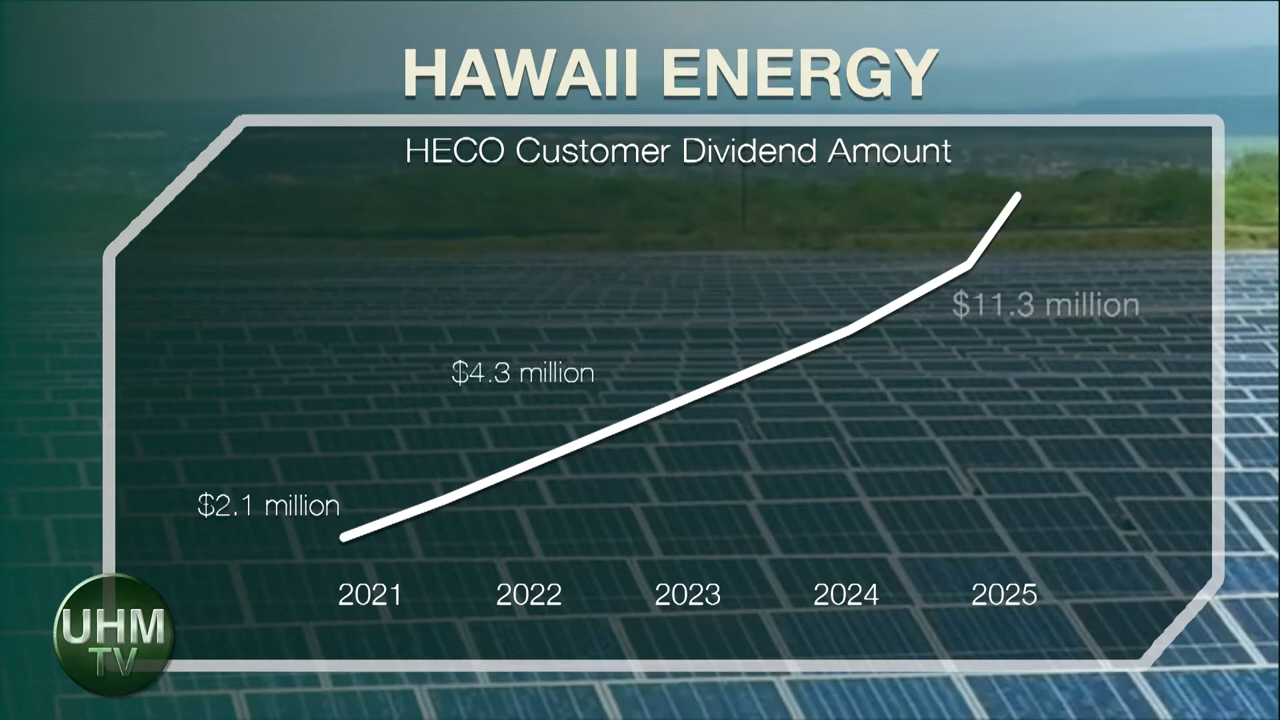 HAWAII ENERGY
HECO Customer Dividend Amount
$11.3 million
$4.3 million
$2.1 million
2021 2022 2023 2024 2025
UHM
TV